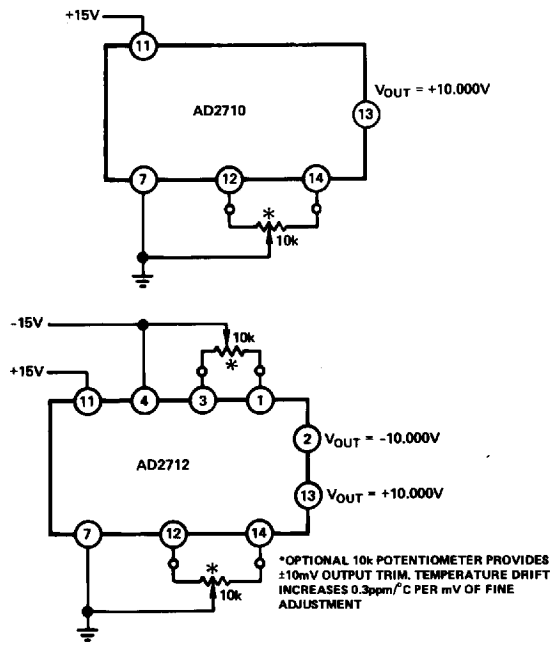 +15V
11
VOUT = +10.000V
AD2710
13
7
12
14
*
10k
-15V
10k
+15V
*
11
4
3
1
2
VOUT = -10.000V
AD2712
13
VOUT = +10.000V
7
12
14
*
10k
*OPTIONAL 10k POTENTIOMETER PROVIDES
±10mV OUTPUT TRIM. TEMPERATURE DRIFT
INCREASES 0.3ppm/°C PER mV OF FINE
ADJUSTMENT